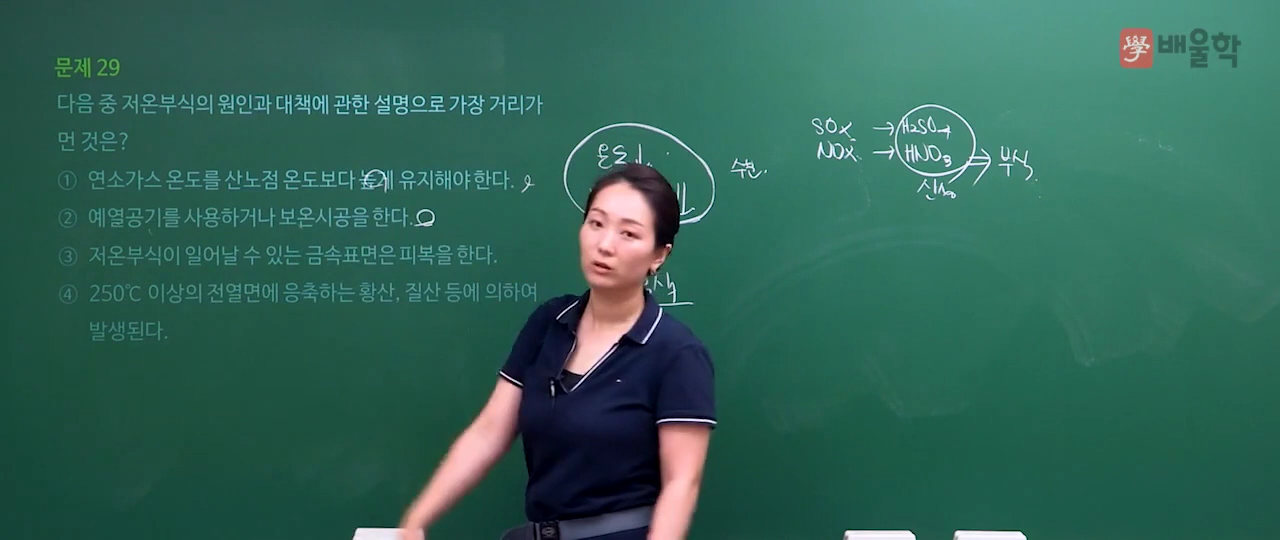 學 배울학
문제 29
다음 중 저온부식의 원인과 대책에 관한 설명으로 가장 거리가
먼 것은?
① 연소가스 온도를 산노점 온도보다 높게 유지해야 한다.
② 예열공기를 사용하거나 보온시공을 한다.
③ 저온부식이 일어날 수 있는 금속표면은 피복을 한다.
④ 250℃ 이상의 전열면에 응축하는 황산, 질산 등에 의하여
발생된다.
온도
수분.
SOx → H2SO4
NOx → HNO3 ⇒ 부식.